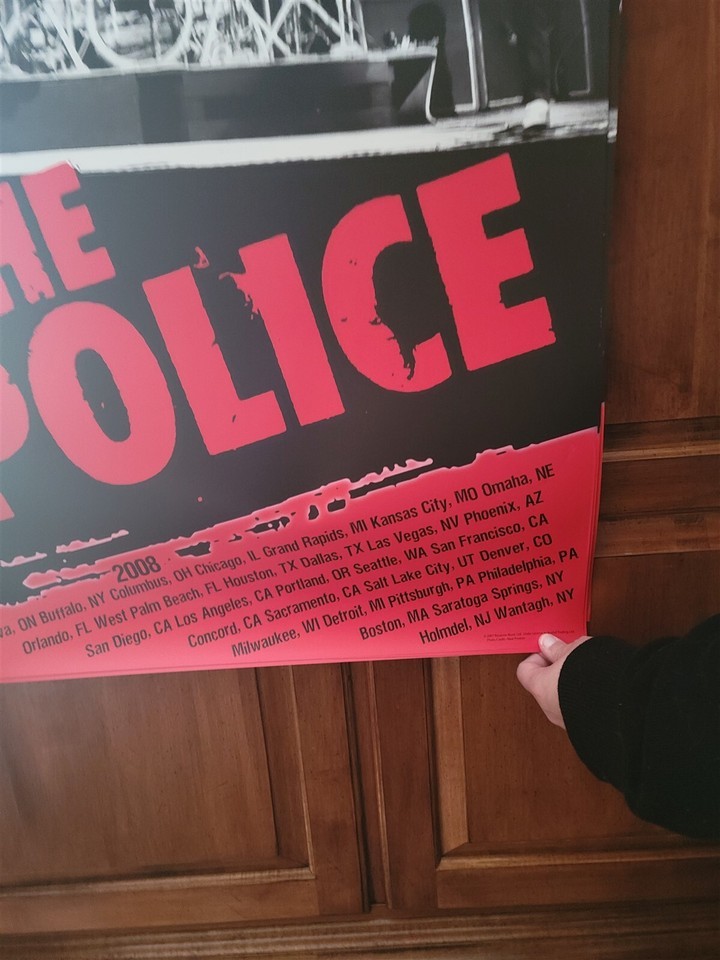 THE
POLICE
2008
ON Buffalo, NY Columbus, OH Chicago, IL Grand Rapids, MI Kansas City, MO Omaha, NE
Orlando, FL West Palm Beach, FL Houston, TX Dallas, TX Las Vegas, NV Phoenix, AZ
San Diego, CA Los Angeles, CA Portland, OR Seattle, WA San Francisco, CA
Concord, CA Sacramento, CA Salt Lake City, UT Denver, CO
Milwaukee, WI Detroit, MI Pittsburgh, PA Philadelphia, PA
Boston, MA Saratoga Springs, NY
Holmdel, NJ Wantagh, NY